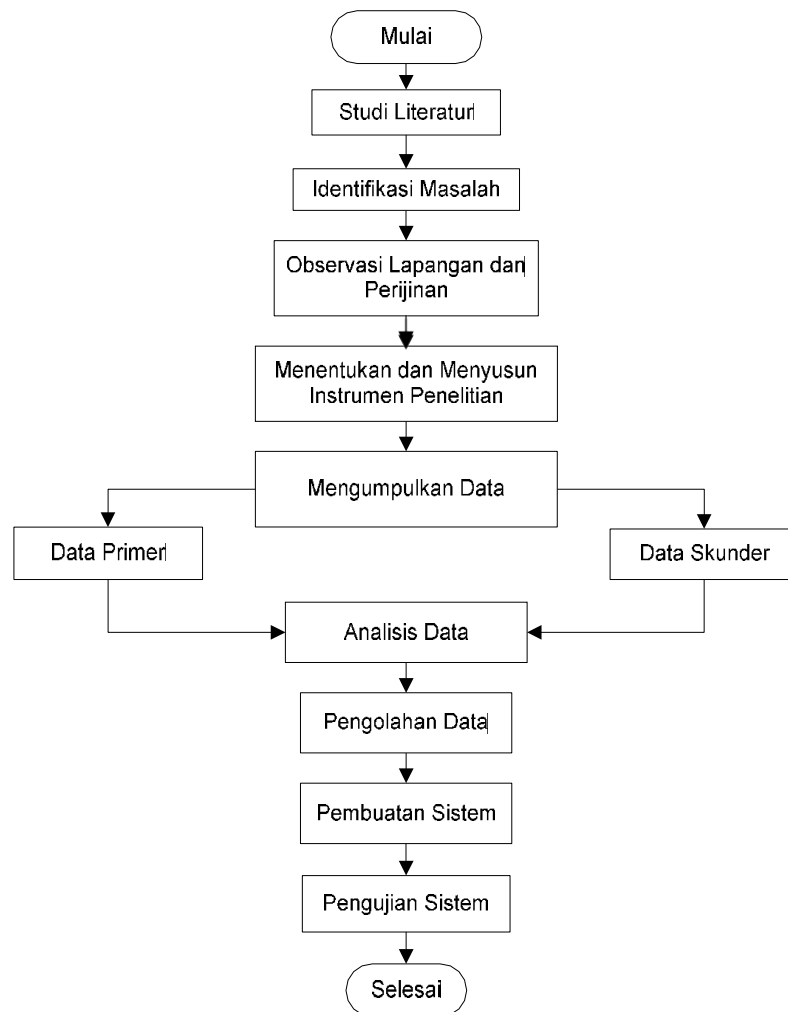 Mulai
Studi Literatur
Identifikasi Masalah
Observasi Lapangan dan
Perijinan
Menentukan dan Menyusun
Instrumen Penelitian
Mengumpulkan Data
Data Primer
Data Skunder
Analisis Data
Pengolahan Data
Pembuatan Sistem
Pengujian Sistem
Selesai